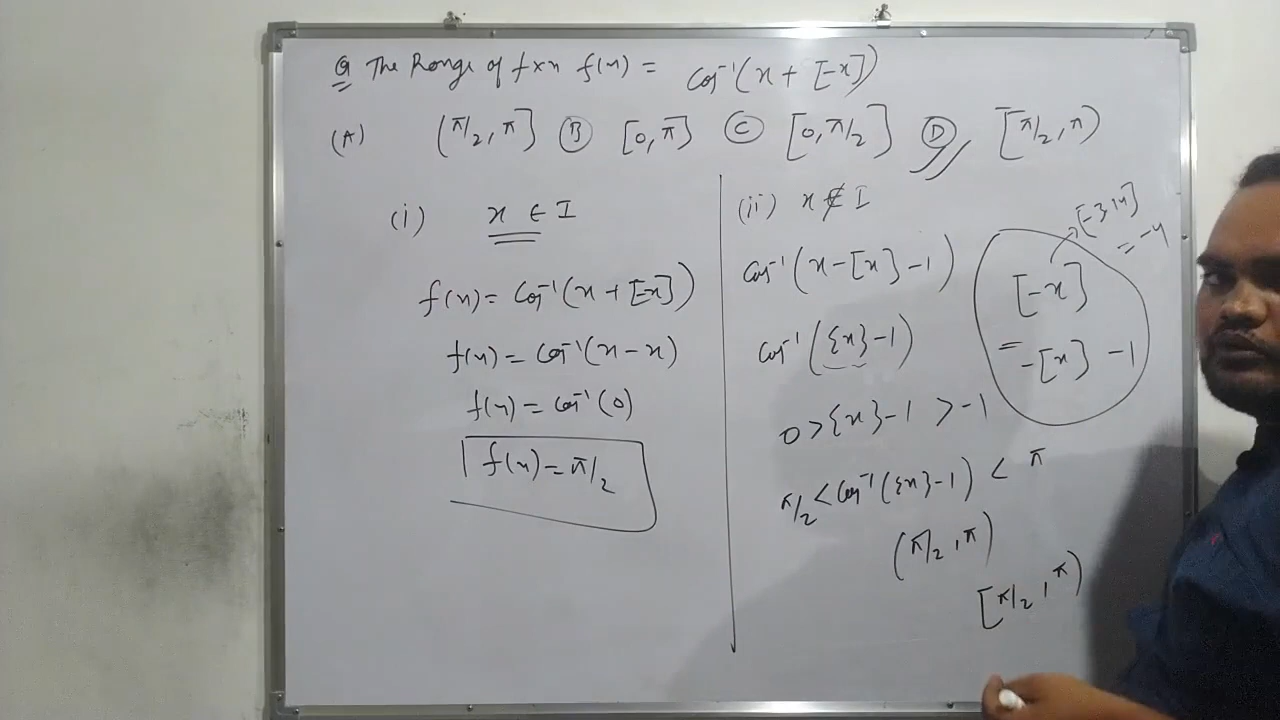 Q The Range of fxn f(x) = Cos⁻¹(x + [-x])
(A) (π/2, π] (B) [0, π] (C) [0, π/2] (D) [π/2, π)
(i) x ∈ I
f(x) = Cos⁻¹(x + [-x])
f(x) = Cos⁻¹(x - x)
f(x) = Cos⁻¹(0)
f(x) = π/2
(ii) x ∉ I
Cos⁻¹(x - [x] - 1)
Cos⁻¹({x} - 1)
0 > {x} - 1 > -1
π/2 < Cos⁻¹({x} - 1) < π
(π/2, π)
[π/2, π)
[-3.14]
= -4
[-x]
= -[x] - 1